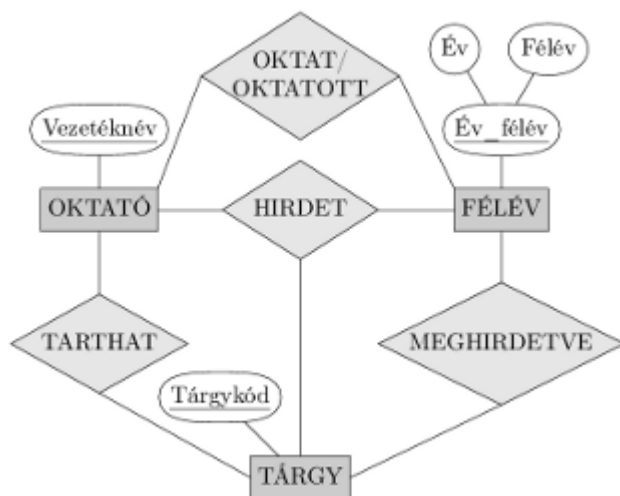 OKTAT/
OKTATOTT
Év
Félév
Vezetéknév
Év_félév
OKTATÓ
HIRDET
FÉLÉV
TARTHAT
MEGHIRDETVE
Tárgykód
TÁRGY